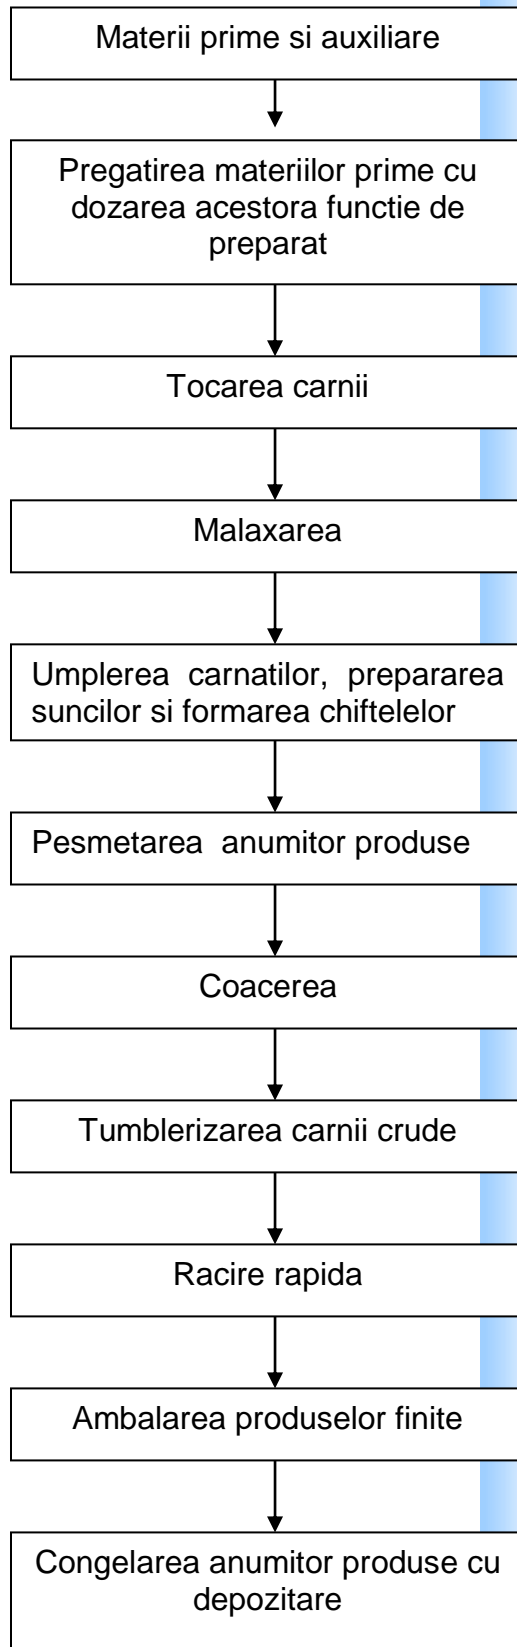 Materii prime si auxiliare
Pregatirea materiilor prime cu
dozarea acestora functie de
preparat
Tocarea carnii
Malaxarea
Umplerea carnatilor, prepararea
suncilor si formarea chiftelelor
Pesmetarea anumitor produse
Coacerea
Tumblerizarea carnii crude
Racire rapida
Ambalarea produselor finite
Congelarea anumitor produse cu
depozitare